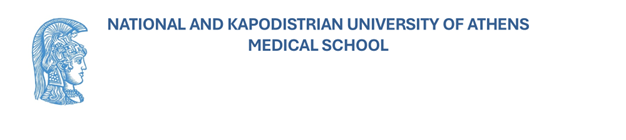 NATIONAL AND KAPODISTRIAN UNIVERSITY OF ATHENS
MEDICAL SCHOOL